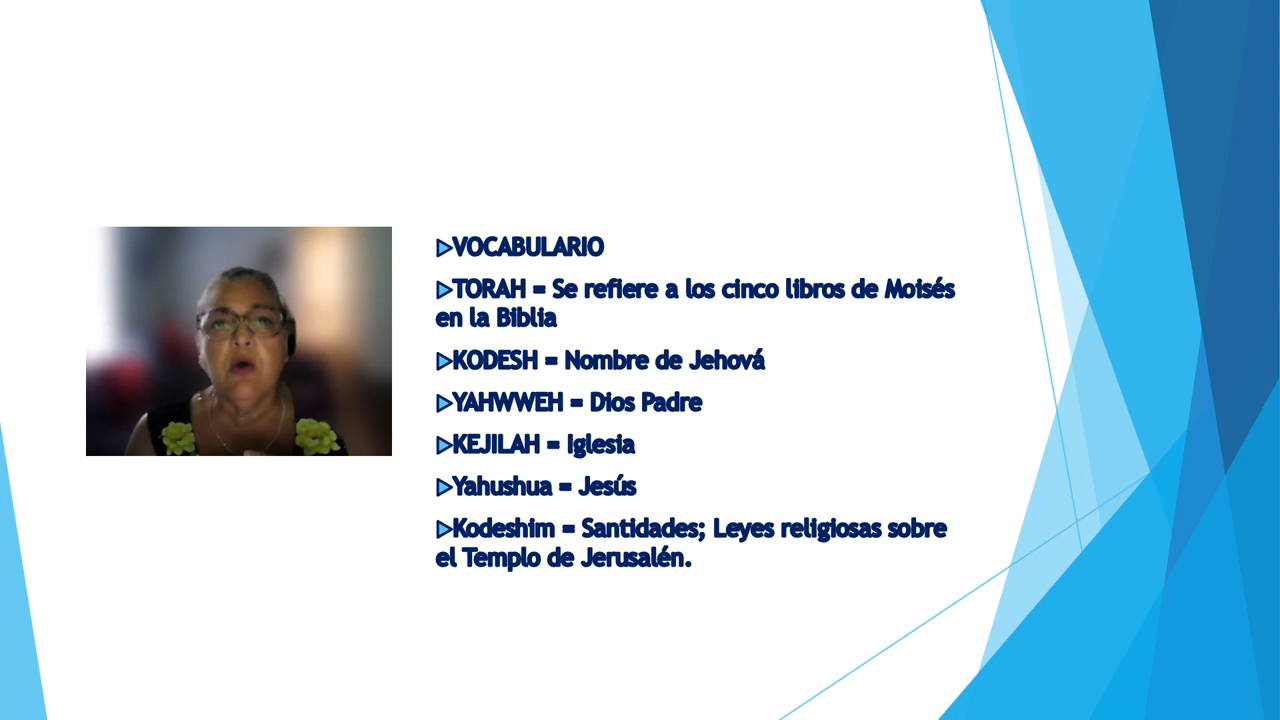 VOCABULARIO
TORAH = Se refiere a los cinco libros de Moisés
en la Biblia
KODESH = Nombre de Jehová
YAHWWEH = Dios Padre
KEJILAH = Iglesia
Yahushua = Jesús
Kodeshim = Santidades; Leyes religiosas sobre
el Templo de Jerusalén.